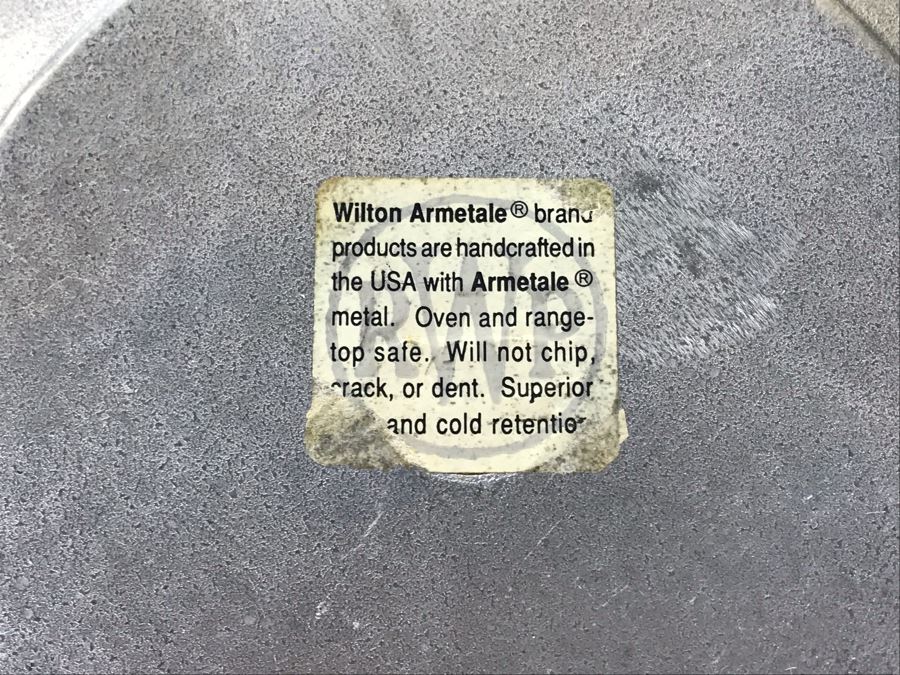 Wilton Armetale® brand
products are handcrafted in
the USA with Armetale®
metal. Oven and range-
top safe. Will not chip,
crack, or dent. Superior
and cold retention
RWP